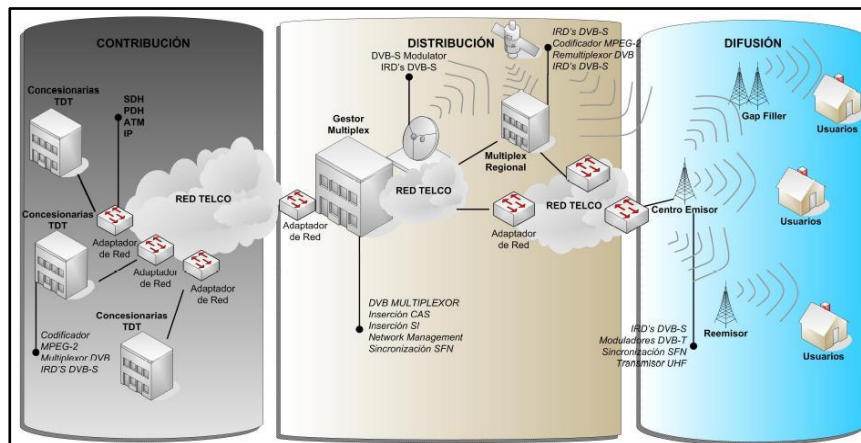 CONTRIBUCIÓN
Concesionarias
TDT
SDH
PDH
ATM
IP
Concesionarias
TDT
RED TELCO
Adaptador
de Red
Adaptador
de Red
Adaptador
de Red
Concesionarias
TDT
Codificador
MPEG-2
Multiplexor DVB
IRD'S DVB-S
DISTRIBUCIÓN
DVB-S Modulator
IRD's DVB-S
IRD's DVB-S
Codificador MPEG-2
Remultiplexor DVB
IRD's DVB-S
Gestor
Multiplex
RED TELCO
Multiplex
Regional
Adaptador
de Red
Adaptador
de Red
RED TELCO
DVB MULTIPLEXOR
Inserción CAS
Inserción SI
Network Management
Sincronización SFN
DIFUSIÓN
Gap Filler
Usuarios
Centro Emisor
Usuarios
Reemisor
Usuarios
IRD's DVB-S
Moduladores DVB-T
Sincronización SFN
Transmisor UHF